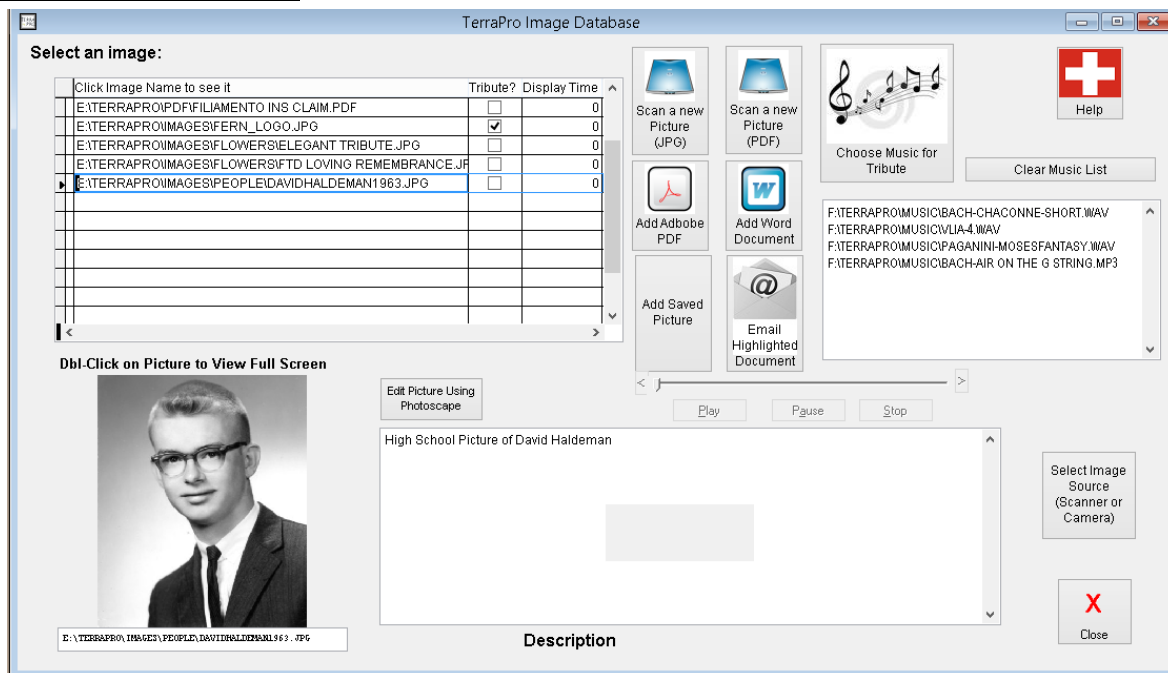 TerraPro Image Database
Select an image:
Click Image Name to see it Tribute? Display Time
E:\TERRAPRO\PDF\FILIAMENTO INS CLAIM.PDF 0
E:\TERRAPRO\IMAGES\FERN_LOGO.JPG 0
E:\TERRAPRO\IMAGES\FLOWERS\ELEGANT TRIBUTE.JPG 0
E:\TERRAPRO\IMAGES\FLOWERS\FTD LOVING REMEMBRANCE.JP 0
E:\TERRAPRO\IMAGES\PEOPLE\DAVIDHALDEMAN1963.JPG 0
Scan a new
Picture
(JPG)
Scan a new
Picture
(PDF)
Choose Music for
Tribute
Help
Clear Music List
Add Adbobe
PDF
W
Add Word
Document
F:\TERRAPRO\MUSIC\BACH-CHACONNE-SHORT.WAV
F:\TERRAPRO\MUSIC\VLIA-4.WAV
F:\TERRAPRO\MUSIC\PAGANINI-MOSESFANTASY.WAV
F:\TERRAPRO\MUSIC\BACH-AIR ON THE G STRING.MP3
Add Saved
Picture
@
Email
Highlighted
Document
Dbl-Click on Picture to View Full Screen
Edit Picture Using
Photoscape
Play Pause Stop
High School Picture of David Haldeman
Select Image
Source
(Scanner or
Camera)
E:\TERRAPRO\IMAGES\PEOPLE\DAVIDHALDEMAN1963.JPG
Description
X
Close